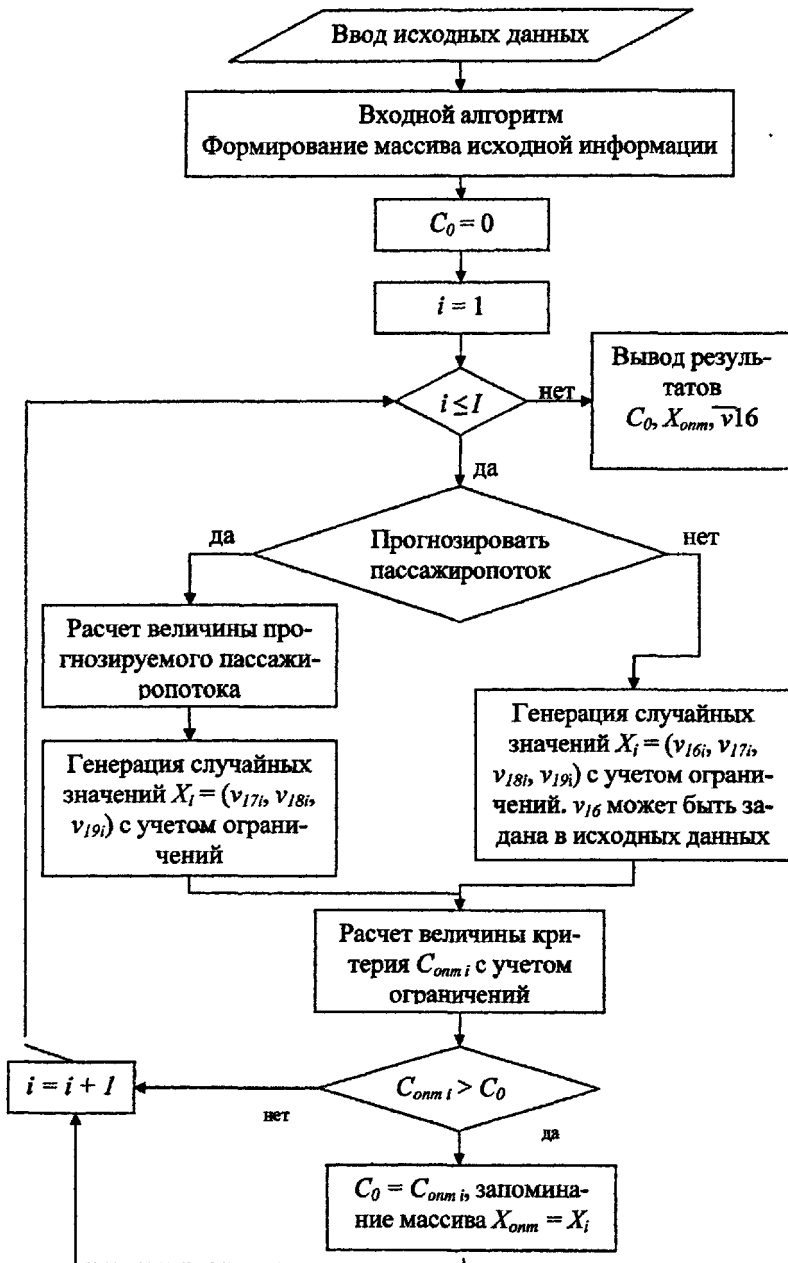 Ввод исходных данных
Входной алгоритм
Формирование массива исходной информации
C₀ = 0
i = 1
i ≤ I
нет
Вывод резуль-
татов
C₀, Xₒₙₘ, v̅16
да
Прогнозировать
пассажиропоток
да
нет
Расчет величины про-
гнозируемого пассажи-
ропотока
Генерация случайных
значений Xᵢ = (v₁₇ᵢ, v₁₈ᵢ,
v₁₉ᵢ) с учетом ограни-
чений
Генерация случайных
значений Xᵢ = (v₁₆ᵢ, v₁₇ᵢ,
v₁₈ᵢ, v₁₉ᵢ) с учетом ограни-
чений. v₁₆ может быть за-
дана в исходных данных
Расчет величины кри-
терия Cопт i с учетом
ограничений
Cопт i > C₀
нет
да
i = i + 1
C₀ = Cопт i, запомина-
ние массива Xопт = Xᵢ